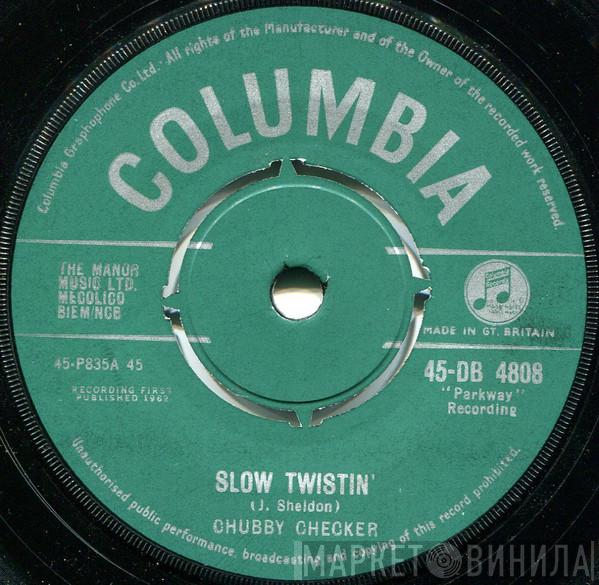 Columbia Graphophone Co. Ltd. · All rights of the Manufacturer and of the Owner of the recorded work reserved.
COLUMBIA
THE MANOR
MUSIC LTD.
MECOLICO
BIEM/NCB
MADE IN GT. BRITAIN
45-P835A 45
45-DB 4808
RECORDING FIRST
PUBLISHED 1962
"Parkway"
Recording
SLOW TWISTIN'
(J. Sheldon)
CHUBBY CHECKER
Unauthorised public performance, broadcasting and copying of this record prohibited.
МАРКЕТ ВИНИЛА